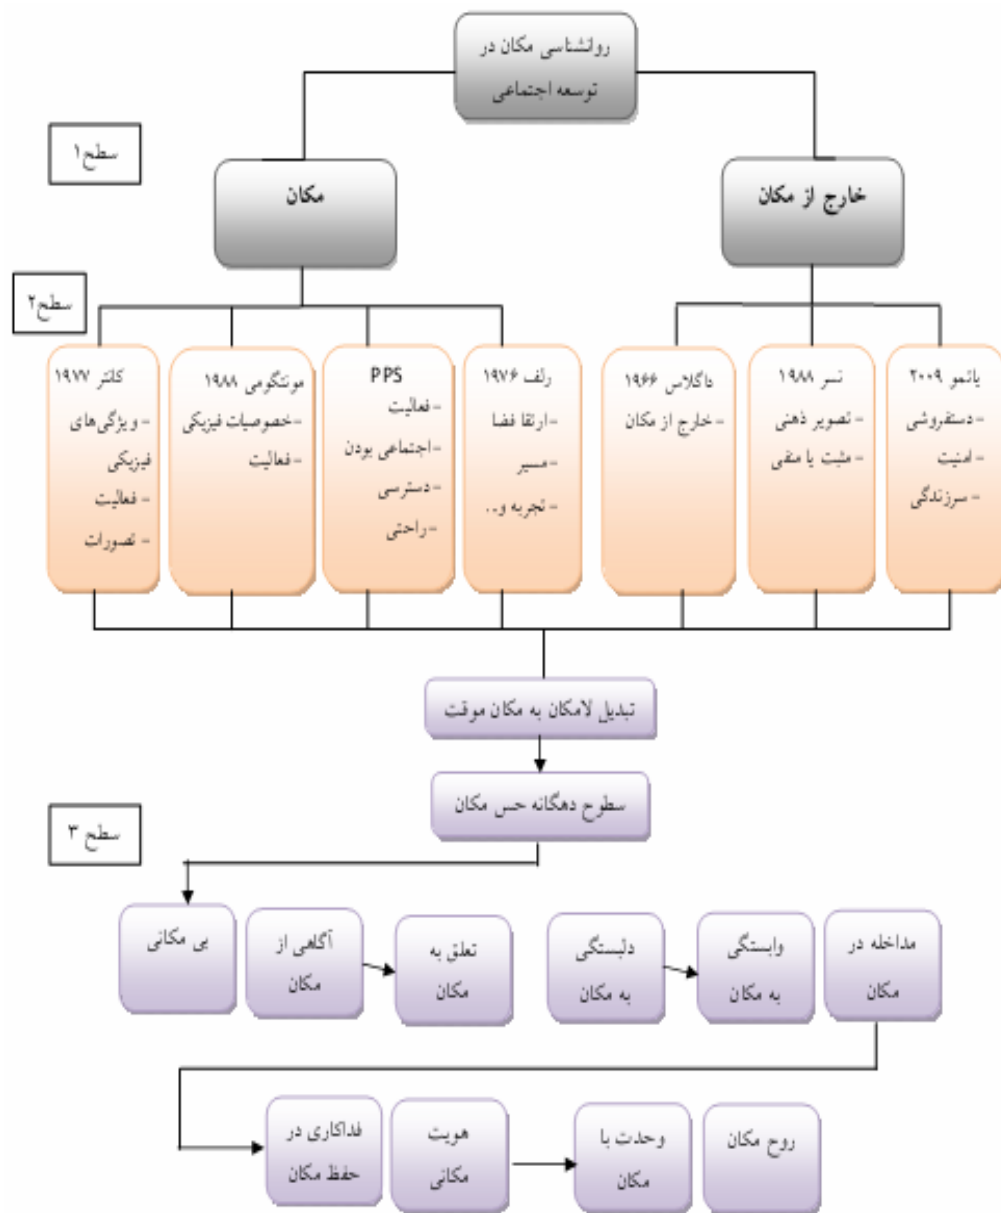 روانشناسی مکان در
توسعه اجتماعی
سطح۱
خارج از مکان
مکان
سطح۲
یاتمو ۲۰۰۹
- دستفروشی
- امنیت
- سرزندگی
نسر ۱۹۸۸
- تصویر ذهنی
- مثبت یا منفی
داگلاس ۱۹۶۶
- خارج از مکان
رلف ۱۹۷۶
- ارتقا فضا
- مسیر
- تجربه و..
PPS
- فعالیت
- اجتماعی بودن
- دسترسی
- راحتی
مونتگومی ۱۹۸۸
- خصوصیات فیزیکی
- فعالیت
کانتر ۱۹۷۷
- ویژگی‌های
فیزیکی
- فعالیت
- تصورات
تبدیل لامکان به مکان موقت
سطوح دهگانه حس مکان
سطح ۳
بی مکانی
آگاهی از
مکان
تعلق به
مکان
دلبستگی
به مکان
وابستگی
به مکان
مداخله در
مکان
فداکاری در
حفظ مکان
هویت
مکانی
وحدت با
مکان
روح مکان